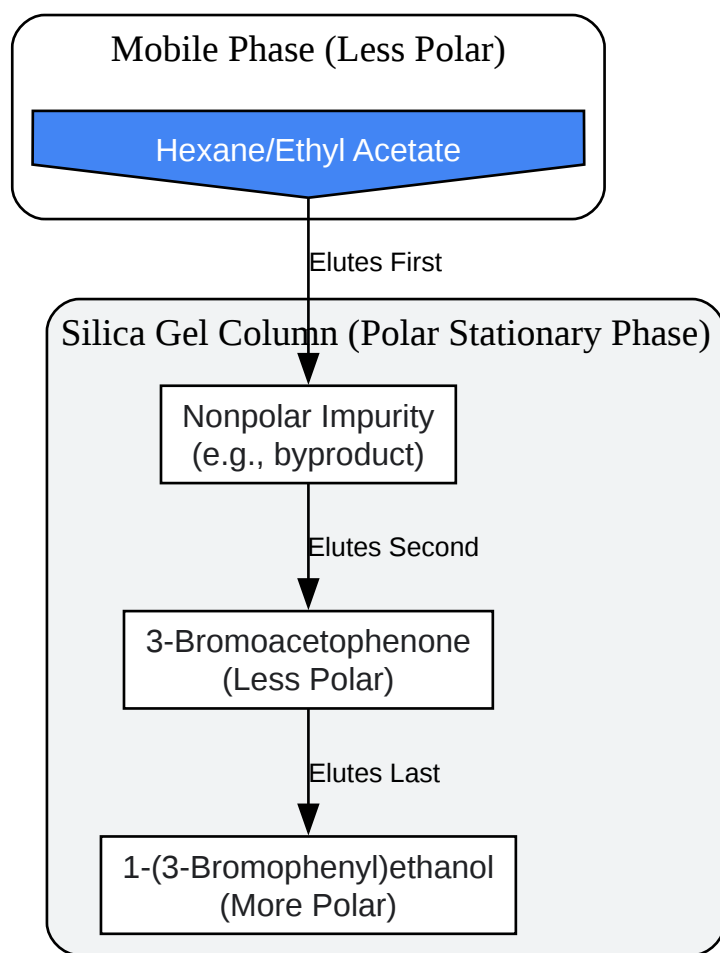 Mobile Phase (Less Polar)
Hexane/Ethyl Acetate
Elutes First
Silica Gel Column (Polar Stationary Phase)
Nonpolar Impurity
(e.g., byproduct)
Elutes Second
3-Bromoacetophenone
(Less Polar)
Elutes Last
1-(3-Bromophenyl)ethanol
(More Polar)